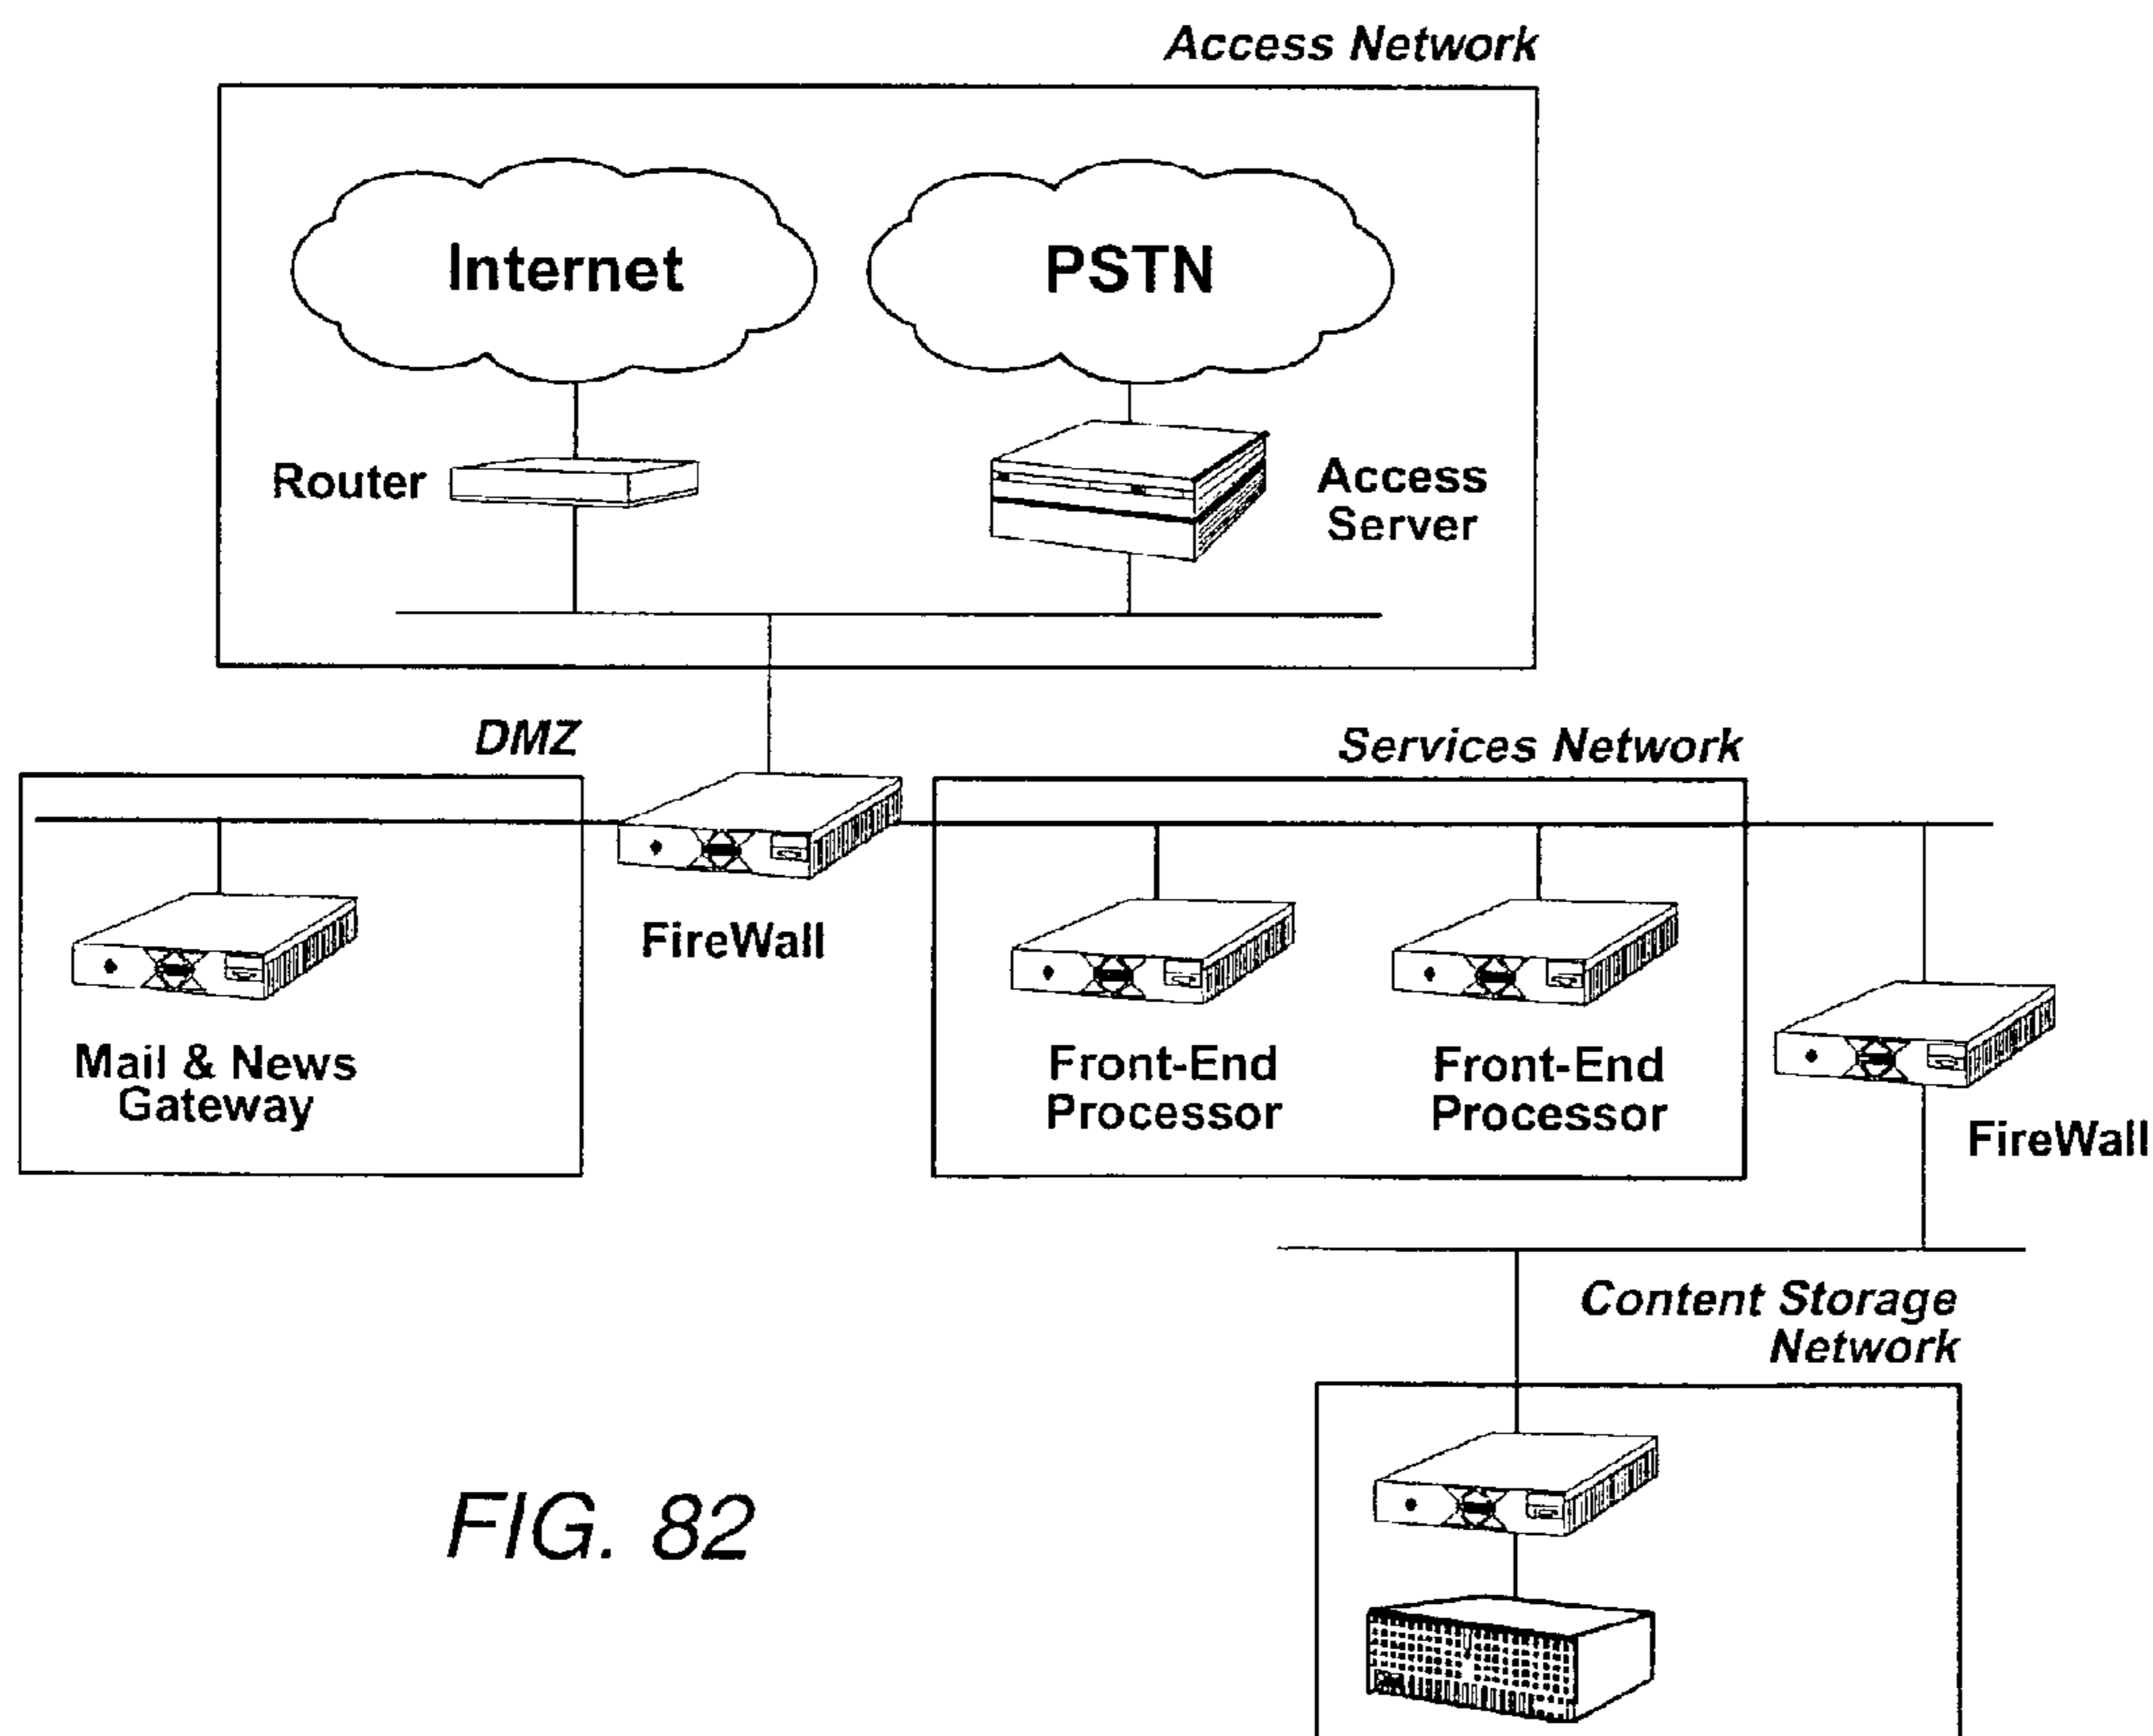 Access Network
Internet
PSTN
Router
Access
Server
DMZ
Services Network
FireWall
Mail & News
Gateway
Front-End
Processor
Front-End
Processor
FireWall
Content Storage
Network
FIG. 82